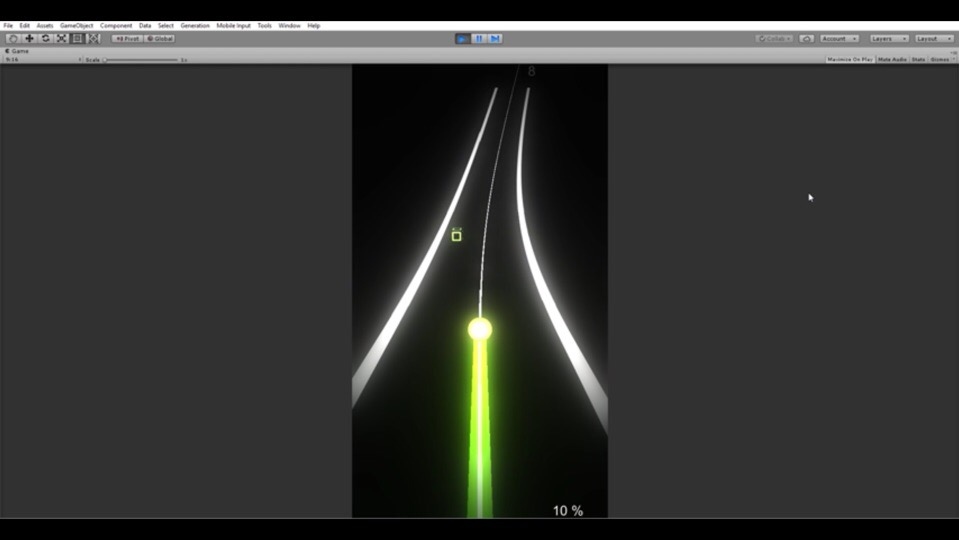 File Edit Assets GameObject Component Data Select Generation Mobile Input Tools Window Help
Pivot Global Collab Account Layers Layout
Game
9:16 Scale 1x Maximize On Play Mute Audio Stats Gizmos
8
10 %